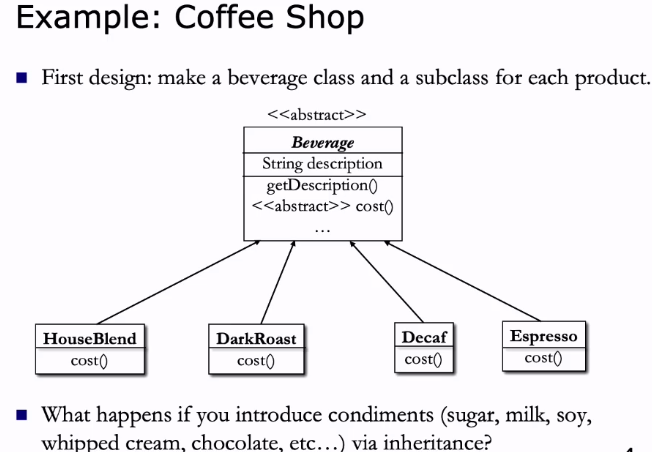 Example: Coffee Shop
First design: make a beverage class and a subclass for each product.
<<abstract>>
Beverage
String description
getDescription()
<<abstract>> cost()
...
HouseBlend
cost()
DarkRoast
cost()
Decaf
cost()
Espresso
cost()
What happens if you introduce condiments (sugar, milk, soy,
whipped cream, chocolate, etc…) via inheritance?